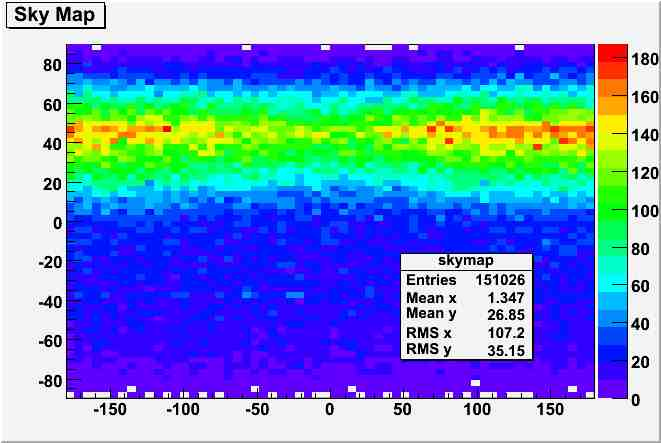 Sky Map
80
60
40
20
0
-20
-40
-60
-80
-150 -100 -50 0 50 100 150
180
160
140
120
100
80
60
40
20
0
skymap
Entries 151026
Mean x 1.347
Mean y 26.85
RMS x 107.2
RMS y 35.15